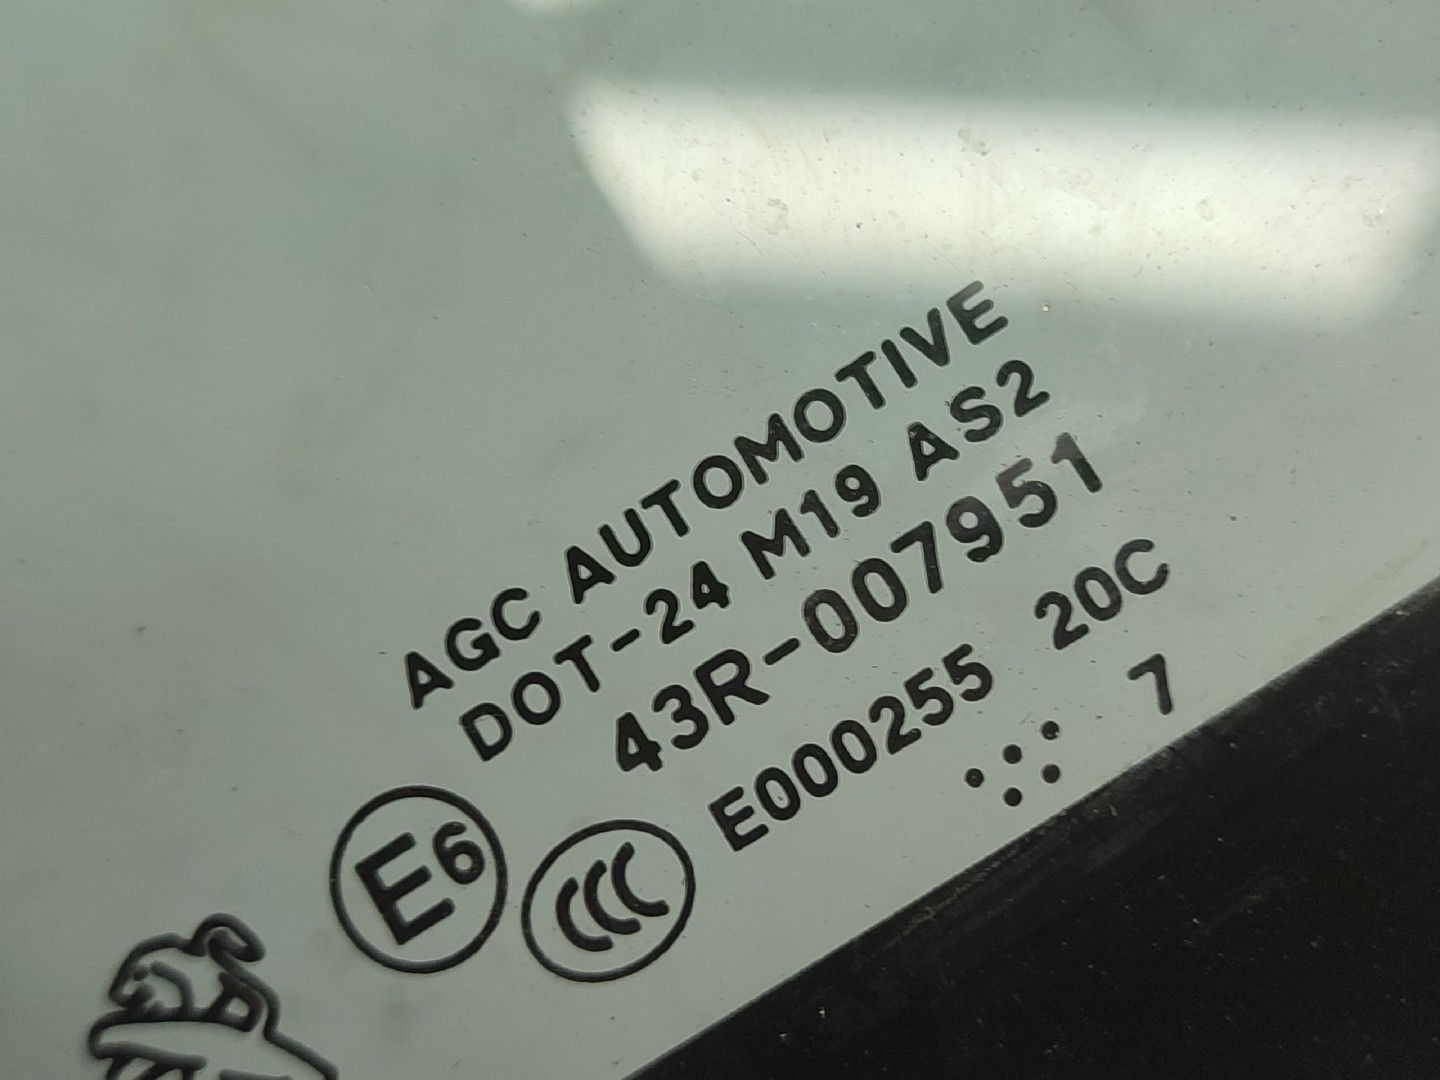 AGC AUTOMOTIVE
DOT-24 M19 AS2
43R-007951
E6
CCC
E000255 20C
7